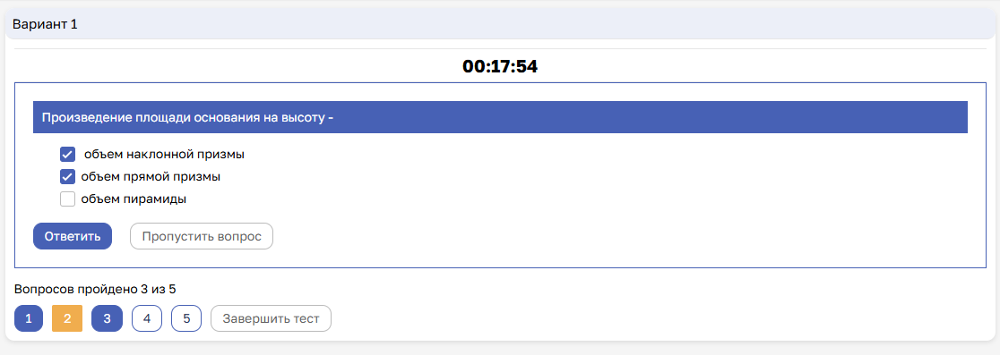 Вариант 1
00:17:54
Произведение площади основания на высоту -
объем наклонной призмы
объем прямой призмы
объем пирамиды
Ответить Пропустить вопрос
Вопросов пройдено 3 из 5
1 2 3 4 5 Завершить тест